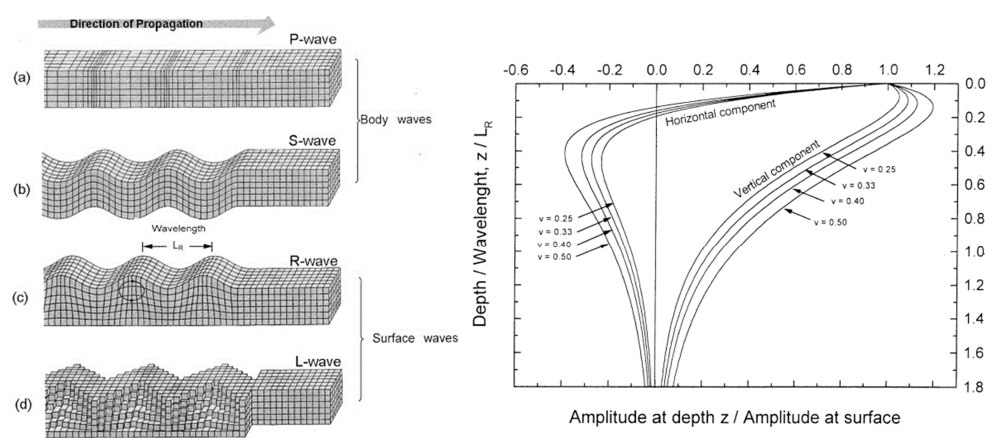 Direction of Propagation
P-wave
(a)
Body waves
S-wave
(b)
Wavelength
LR
R-wave
(c)
Surface waves
L-wave
(d)
-0.6 -0.4 -0.2 0.0 0.2 0.4 0.6 0.8 1.0 1.2
0.0
0.2
0.4
0.6
0.8
1.0
1.2
1.4
1.6
1.8
Depth / Wavelenght, z / LR
Horizontal component
Vertical component
v = 0.25
v = 0.33
v = 0.40
v = 0.50
v = 0.25
v = 0.33
v = 0.40
v = 0.50
Amplitude at depth z / Amplitude at surface